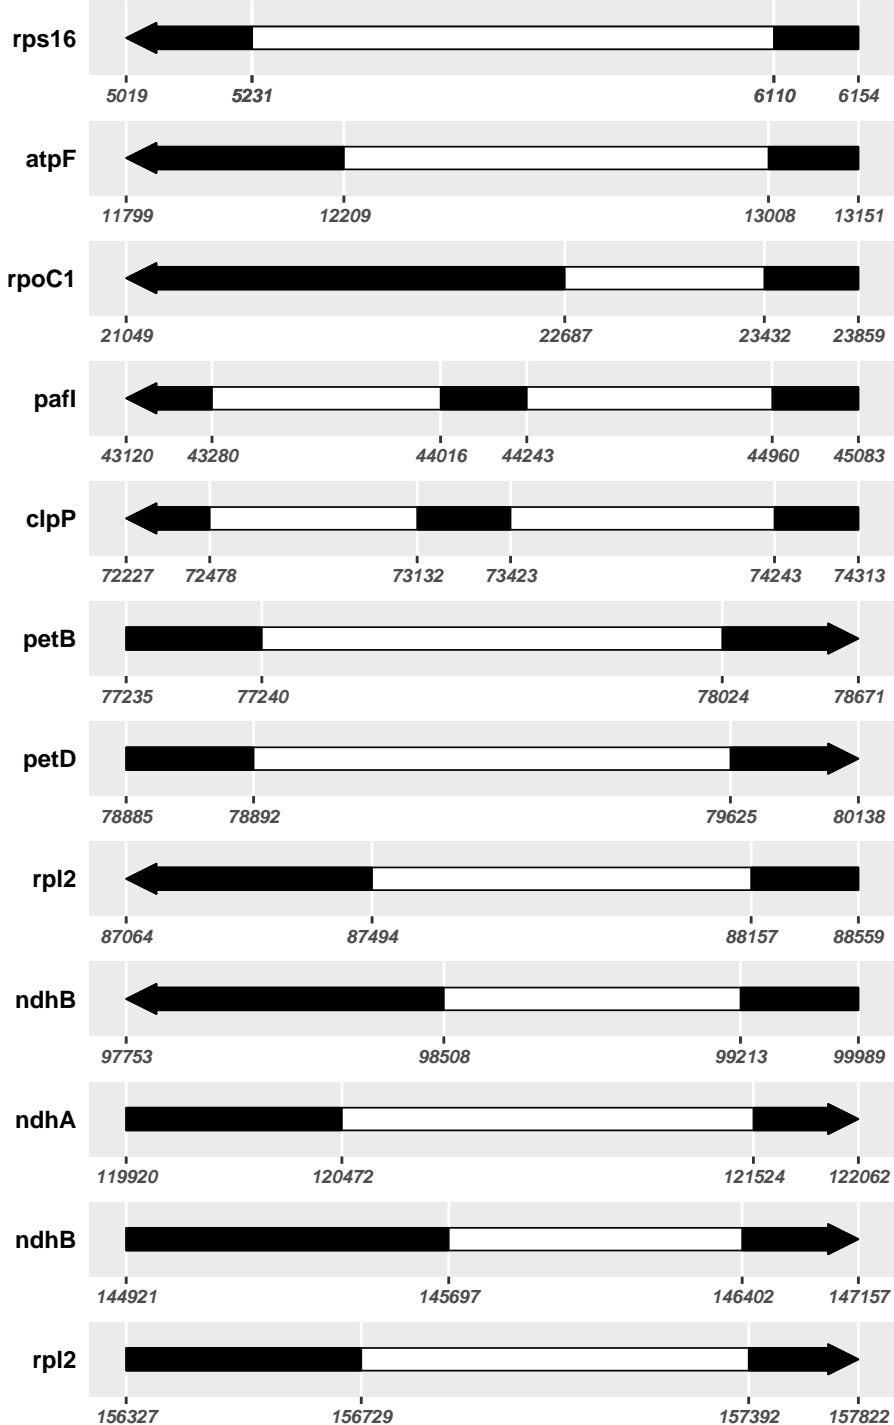 rps16
5019 5231 6110 6154
atpF
11799 12209 13008 13151
rpoC1
21049 22687 23432 23859
pafI
43120 43280 44016 44243 44960 45083
clpP
72227 72478 73132 73423 74243 74313
petB
77235 77240 78024 78671
petD
78885 78892 79625 80138
rpl2
87064 87494 88157 88559
ndhB
97753 98508 99213 99989
ndhA
119920 120472 121524 122062
ndhB
144921 145697 146402 147157
rpl2
156327 156729 157392 157822